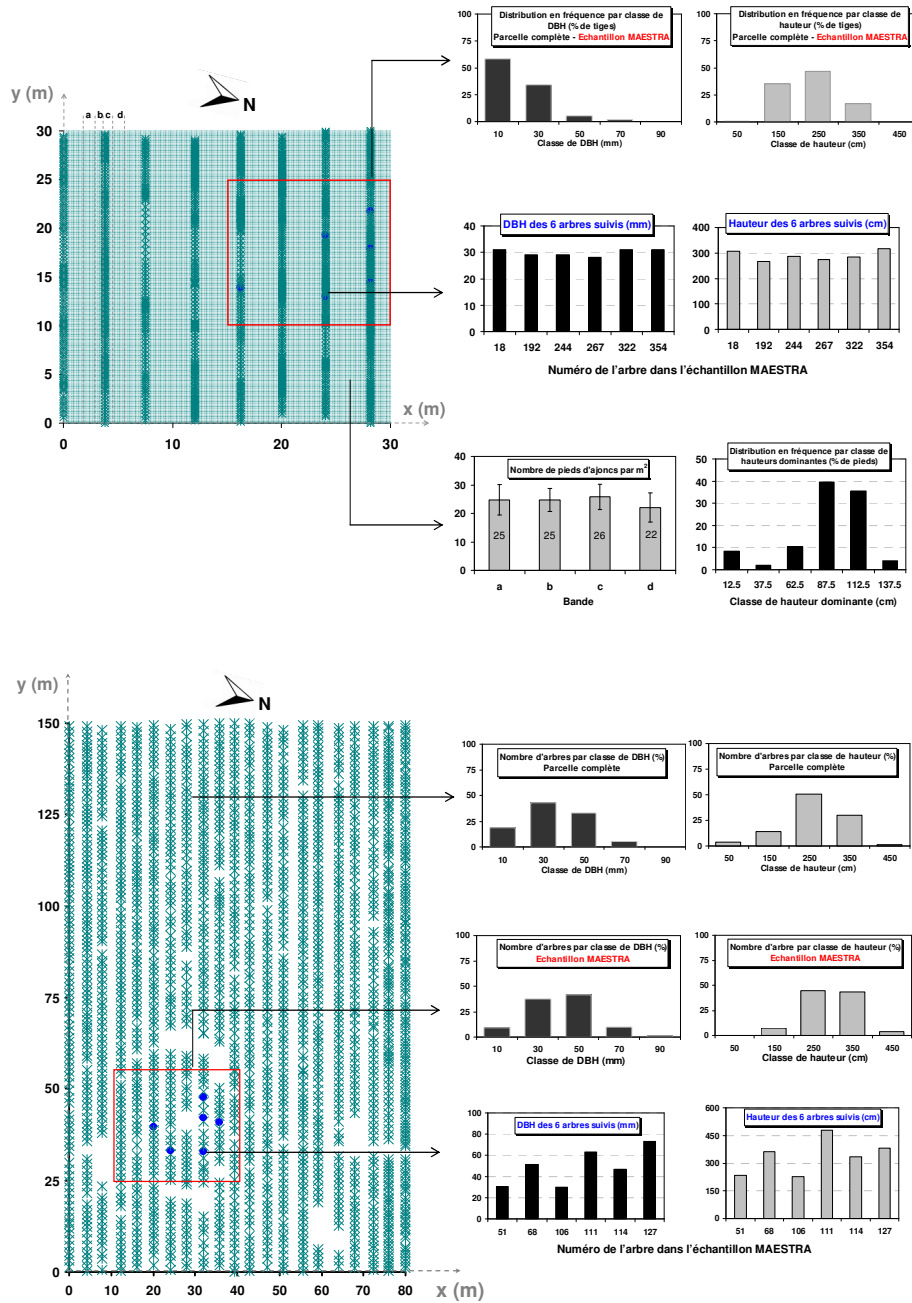 y (m)
N
a b c d
30
25
20
15
10
5
0
0 10 20 30
x (m)
Distribution en fréquence par classe de
DBH (% de tiges)
Parcelle complète - Echantillon MAESTRA
100
75
50
25
0
10 30 50 70 90
Classe de DBH (mm)
Distribution en fréquence par classe de
hauteur (% de tiges)
Parcelle complète - Echantillon MAESTRA
100
75
50
25
0
50 150 250 350 450
Classe de hauteur (cm)
DBH des 6 arbres suivis (mm)
40
30
20
10
0
18 192 244 267 322 354
Hauteur des 6 arbres suivis (cm)
400
300
200
100
0
18 192 244 267 322 354
Numéro de l'arbre dans l'échantillon MAESTRA
Nombre de pieds d'ajoncs par m²
40
30
20
10
0
25 25 26 22
a b c d
Bande
Distribution en fréquence par classe de
hauteurs dominantes (% de pieds)
50
40
30
20
10
0
12.5 37.5 62.5 87.5 112.5 137.5
Classe de hauteur dominante (cm)
y (m)
N
150
125
100
75
50
25
0
0 10 20 30 40 50 60 70 80
x (m)
Nombre d'arbres par classe de DBH (%)
Parcelle complète
100
75
50
25
0
10 30 50 70 90
Classe de DBH (mm)
Nombre d'arbres par classe de hauteur (%)
Parcelle complète
100
75
50
25
0
50 150 250 350 450
Classe de hauteur (cm)
Nombre d'arbres par classe de DBH (%)
Echantillon MAESTRA
100
75
50
25
0
10 30 50 70 90
Classe de DBH (mm)
Nombre d'arbre par classe de hauteur (%)
Echantillon MAESTRA
100
75
50
25
0
50 150 250 350 450
Classe de hauteur (cm)
DBH des 6 arbres suivis (mm)
100
80
60
40
20
0
51 68 106 111 114 127
Hauteur des 6 arbres suivis (cm)
600
450
300
150
0
51 68 106 111 114 127
Numéro de l'arbre dans l'échantillon MAESTRA